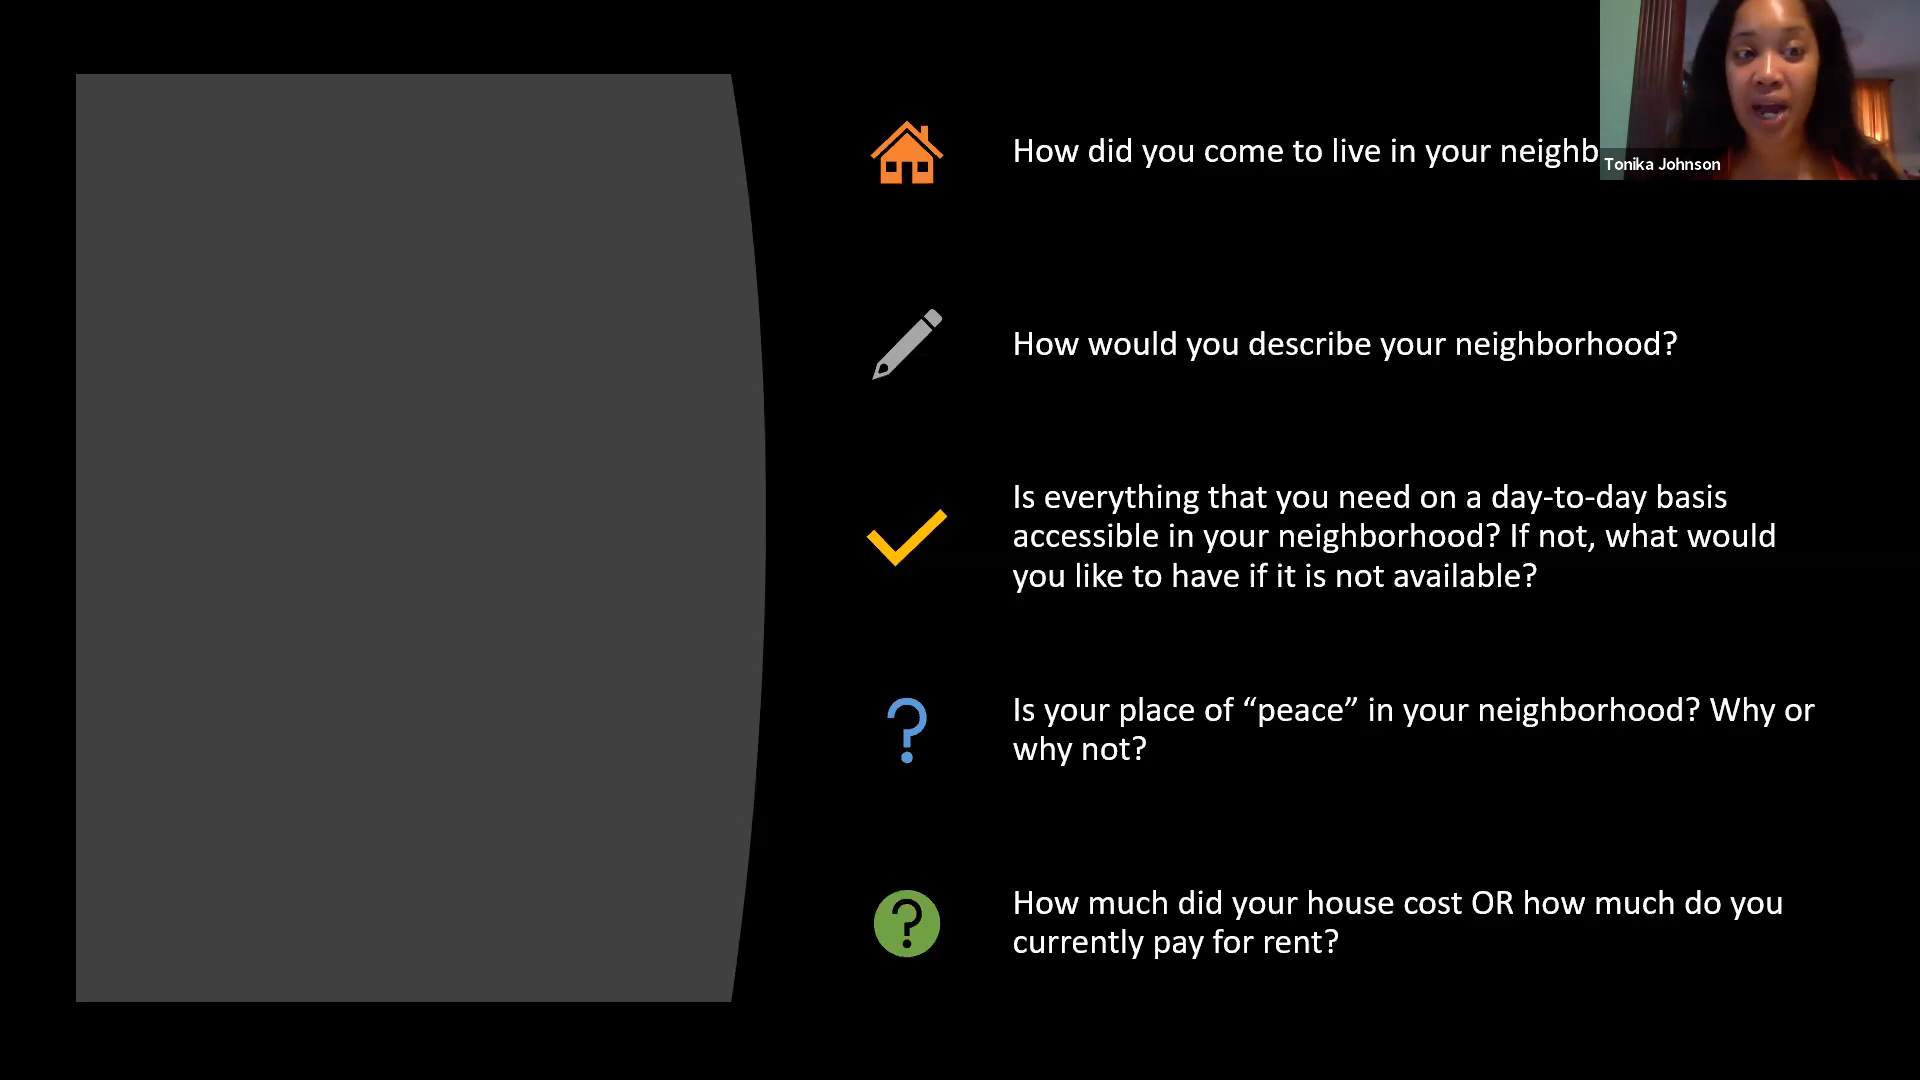 How did you come to live in your neighb
Tonika Johnson
How would you describe your neighborhood?
Is everything that you need on a day-to-day basis
accessible in your neighborhood? If not, what would
you like to have if it is not available?
Is your place of “peace” in your neighborhood? Why or
why not?
How much did your house cost OR how much do you
currently pay for rent?